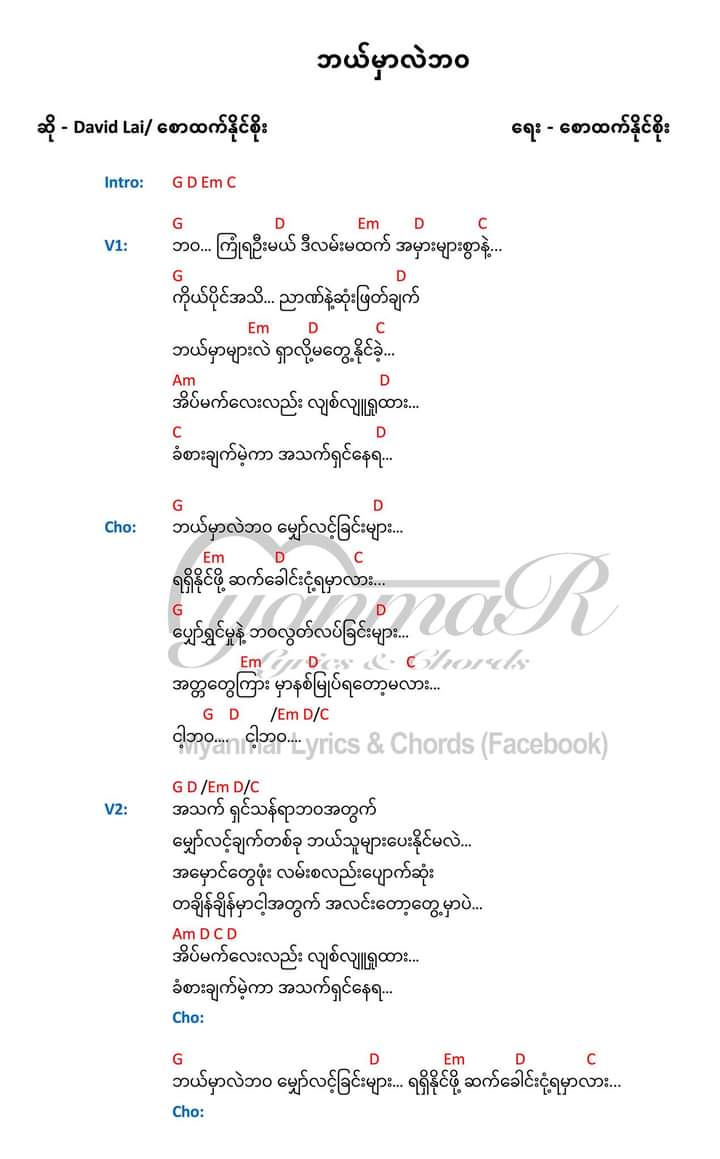 ဘယ်မှာလဲဘဝ
ဆို - David Lai/ စောထက်နိုင်စိုး ရေး - စောထက်နိုင်စိုး
Intro: G D Em C
G D Em D C
V1: ဘဝ... ကြုံရဦးမယ် ဒီလမ်းမထက် အမှားများစွာနဲ့...
G D
ကိုယ်ပိုင်အသိ... ညာဏ်နဲ့ဆုံးဖြတ်ချက်
Em D C
ဘယ်မှာများလဲ ရှာလို့မတွေ့နိုင်ခဲ့...
Am D
အိပ်မက်လေးလည်း လျစ်လျူရှုထား...
C D
ခံစားချက်မဲ့ကာ အသက်ရှင်နေရ...
G D
Cho: ဘယ်မှာလဲဘဝ မျှော်လင့်ခြင်းများ...
Em D C
ရရှိနိုင်ဖို့ ဆက်ခေါင်းငုံ့ရမှာလား...
G D
ပျှော်ရွှင်မှုနဲ့ ဘဝလွတ်လပ်ခြင်းများ...
Em D C
အတ္တတွေကြား မှာနစ်မြုပ်ရတော့မလား...
G D /Em D/C
ငါ့ဘဝ.... ငါ့ဘဝ....
MyanmaR
Lyrics & Chords
Myanmar Lyrics & Chords (Facebook)
G D /Em D/C
V2: အသက် ရှင်သန်ရာဘဝအတွက်
မျှော်လင့်ချက်တစ်ခု ဘယ်သူများပေးနိုင်မလဲ...
အမှောင်တွေဖုံး လမ်းစလည်းပျောက်ဆုံး
တချိန်ချိန်မှာငါ့အတွက် အလင်းတော့တွေ့မှာပဲ...
Am D C D
အိပ်မက်လေးလည်း လျစ်လျူရှုထား...
ခံစားချက်မဲ့ကာ အသက်ရှင်နေရ...
Cho:
G D Em D C
ဘယ်မှာလဲဘဝ မျှော်လင့်ခြင်းများ... ရရှိနိုင်ဖို့ ဆက်ခေါင်းငုံ့ရမှာလား...
Cho: